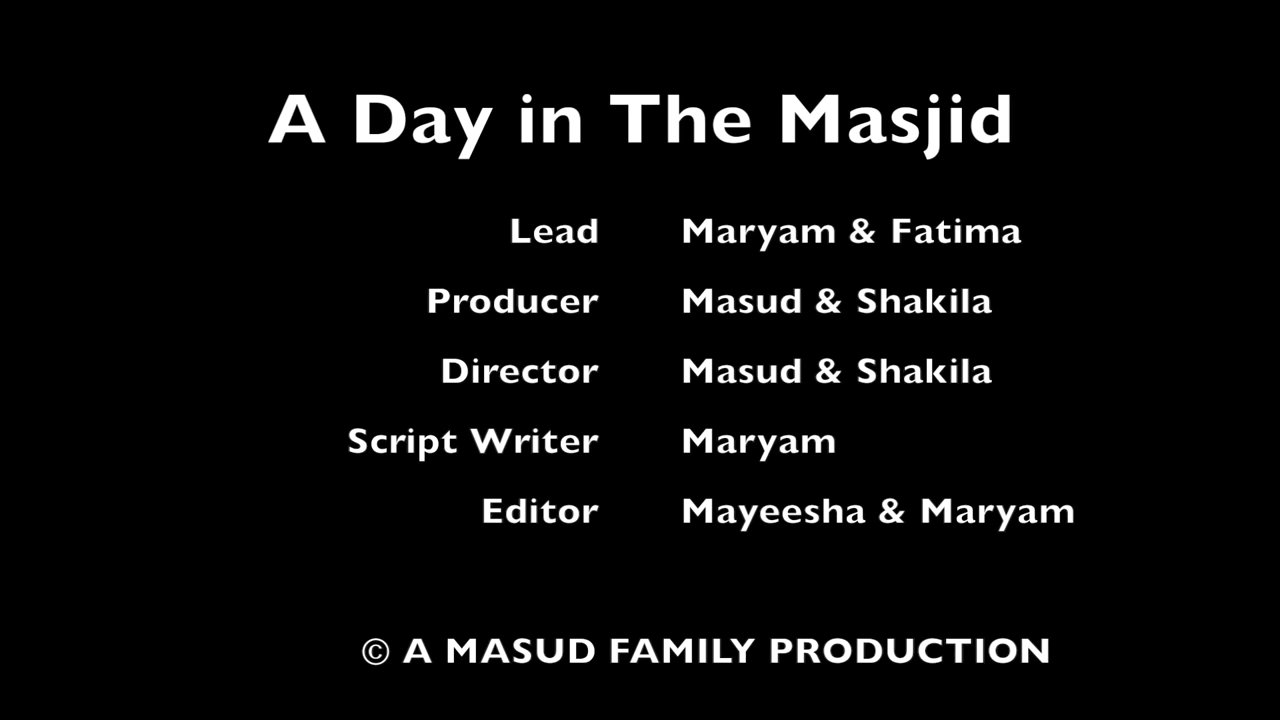 A Day in The Masjid
Lead Maryam & Fatima
Producer Masud & Shakila
Director Masud & Shakila
Script Writer Maryam
Editor Mayeesha & Maryam
© A MASUD FAMILY PRODUCTION